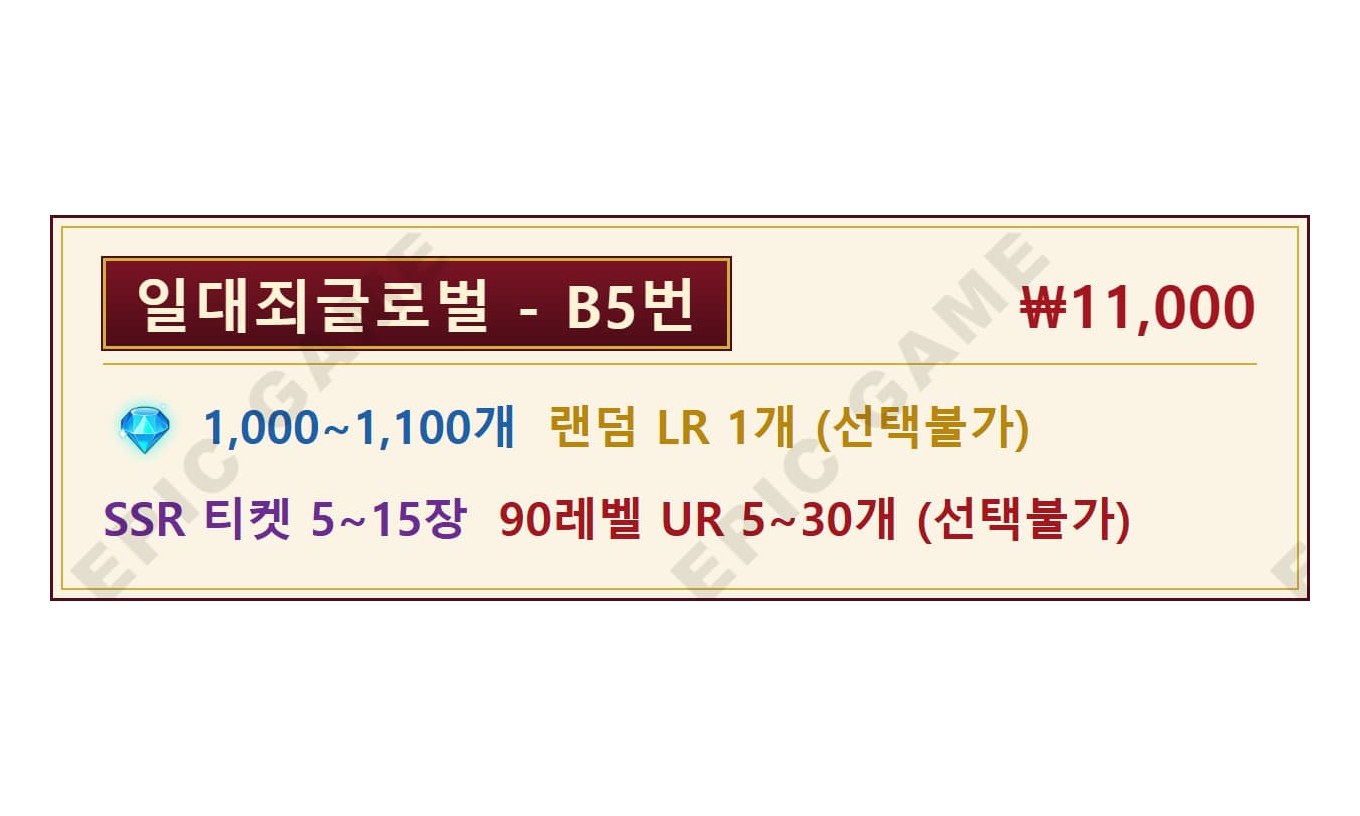 일대죄글로벌 - B5번
₩11,000
1,000~1,100개 랜덤 LR 1개 (선택불가)
SSR 티켓 5~15장 90레벨 UR 5~30개 (선택불가)
EPIC GAME
EPIC GAME